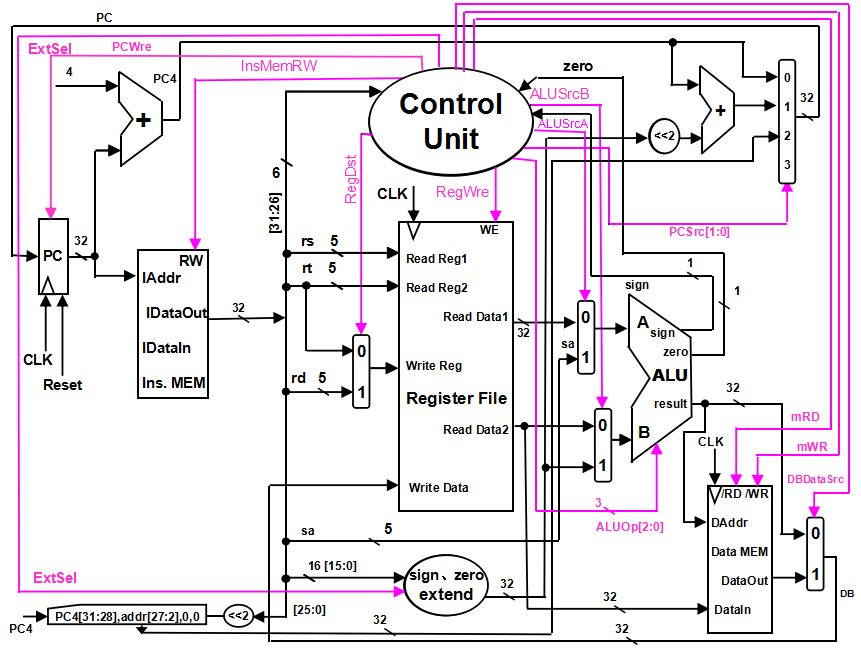 PC
ExtSel
PCWre
InsMemRW
4
PC4
+
Control
Unit
zero
ALUSrcB
ALUSrcA
<<2
+
0
1
2
3
32
PCSrc[1:0]
6
[31:26]
RegDst
CLK
RegWre
PC
32
CLK
Reset
RW
IAddr
IDataOut
IDataIn
Ins. MEM
32
rs 5
rt 5
rd 5
0
1
WE
Read Reg1
Read Reg2
Read Data1
Write Reg
Register File
Read Data2
Write Data
32
sa
0
1
0
1
sign
1
1
A
sign
zero
ALU
result
B
32
3
ALUOp[2:0]
CLK
mRD
mWR
DBDataSrc
/RD /WR
DAddr
Data MEM
DataOut
DataIn
0
1
DB
sa
5
16 [15:0]
sign、zero
extend
32
ExtSel
[25:0]
PC4
PC4[31:28],addr[27:2],0,0
<<2
32
32
32